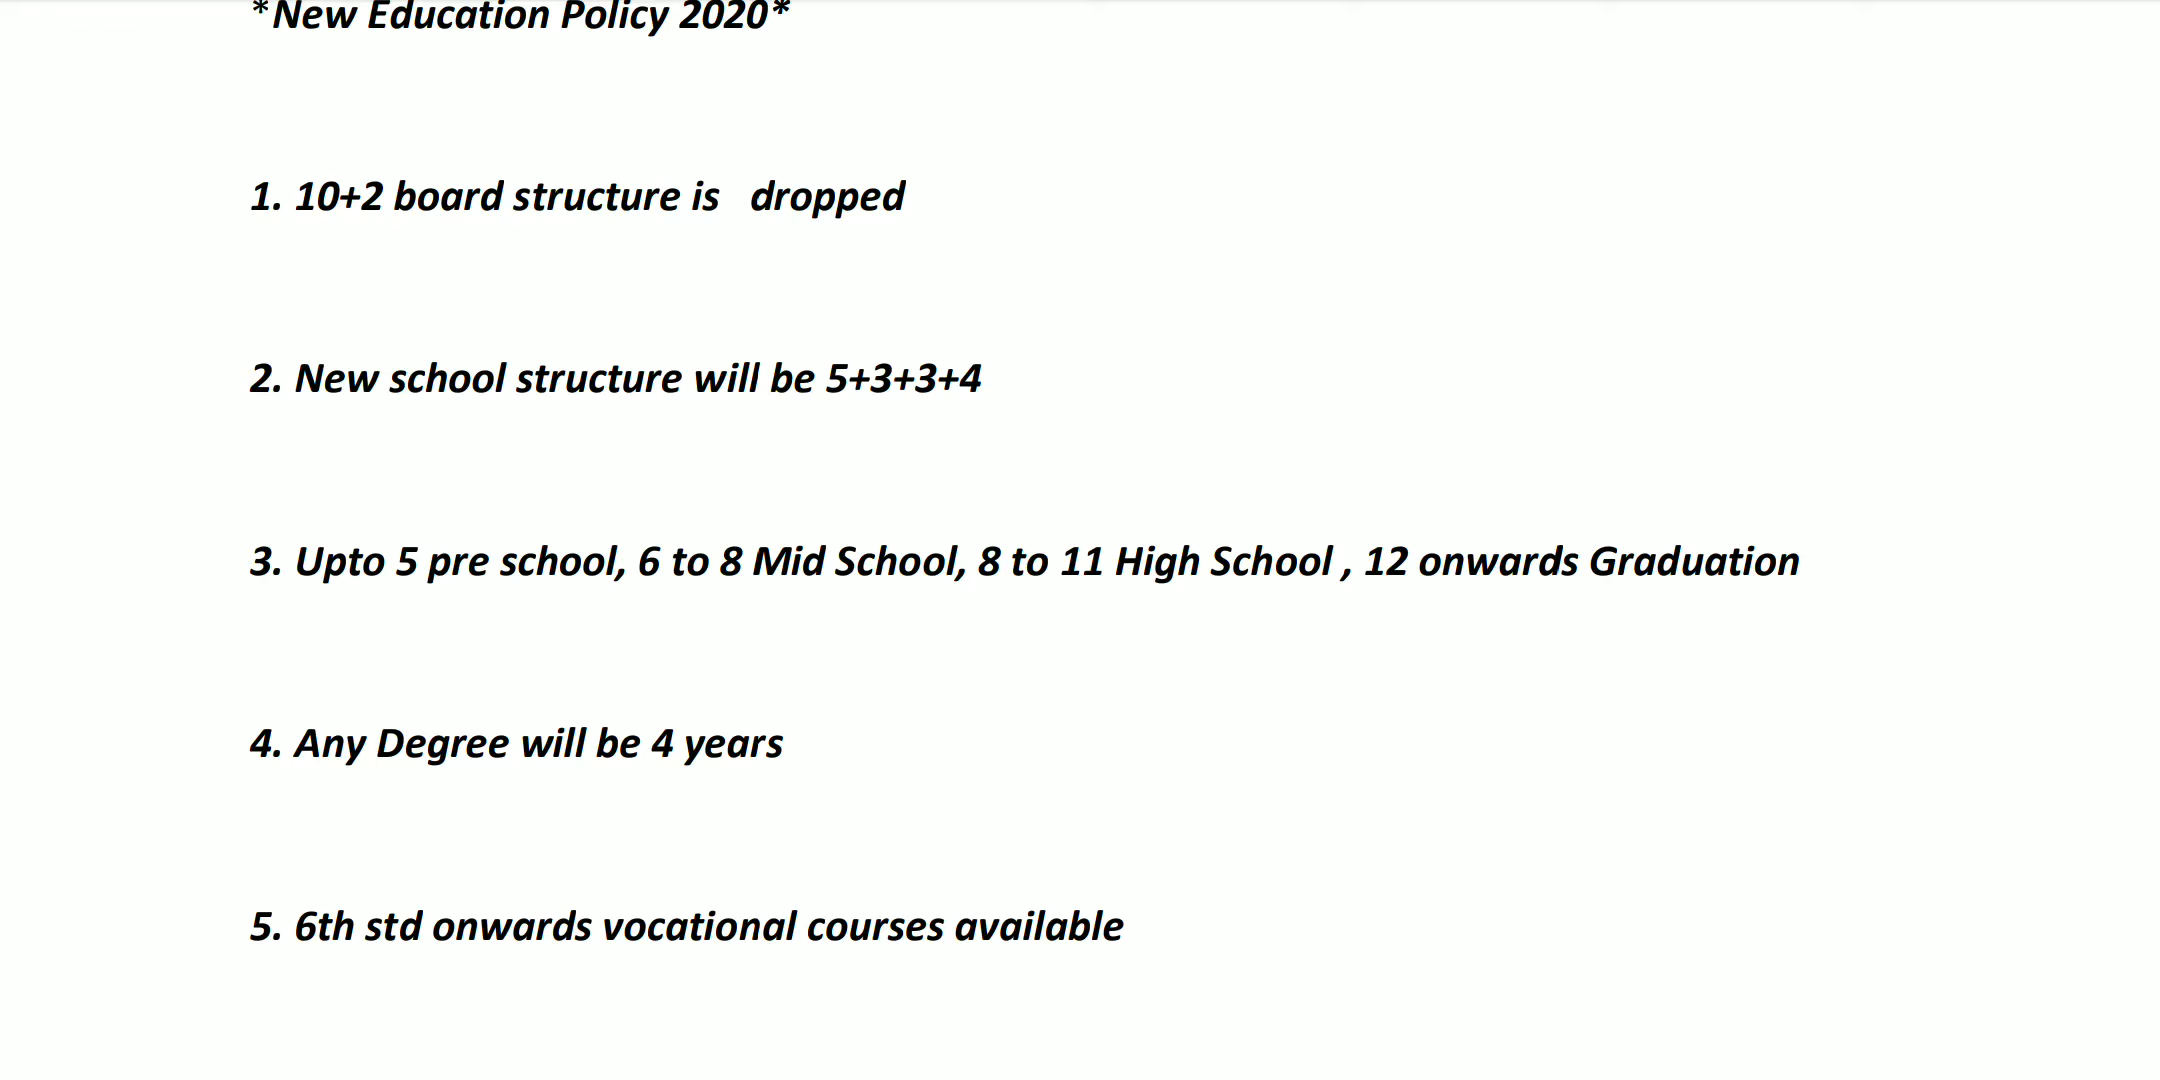 *New Education Policy 2020*
1. 10+2 board structure is   dropped
2. New school structure will be 5+3+3+4
3. Upto 5 pre school, 6 to 8 Mid School, 8 to 11 High School , 12 onwards Graduation
4. Any Degree will be 4 years
5. 6th std onwards vocational courses available